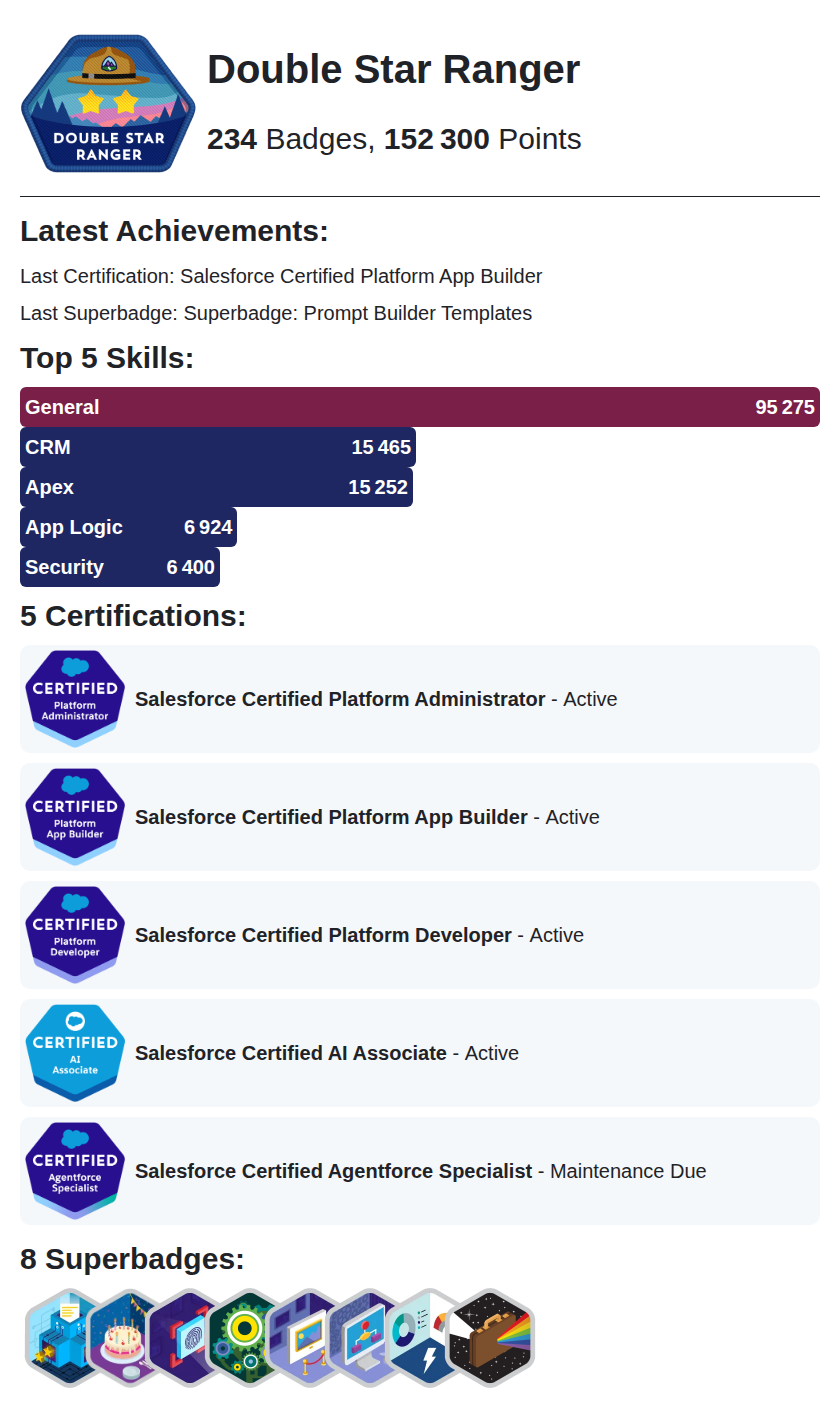 DOUBLE STAR
RANGER
Double Star Ranger
234 Badges, 152 300 Points
Latest Achievements:
Last Certification: Salesforce Certified Platform App Builder
Last Superbadge: Superbadge: Prompt Builder Templates
Top 5 Skills:
General 95 275
CRM 15 465
Apex 15 252
App Logic 6 924
Security 6 400
5 Certifications:
CERTIFIED
Platform
Administrator
Salesforce Certified Platform Administrator - Active
CERTIFIED
Platform
App Builder
Salesforce Certified Platform App Builder - Active
CERTIFIED
Platform
Developer
Salesforce Certified Platform Developer - Active
CERTIFIED
AI
Associate
Salesforce Certified AI Associate - Active
CERTIFIED
Agentforce
Specialist
Salesforce Certified Agentforce Specialist - Maintenance Due
8 Superbadges: